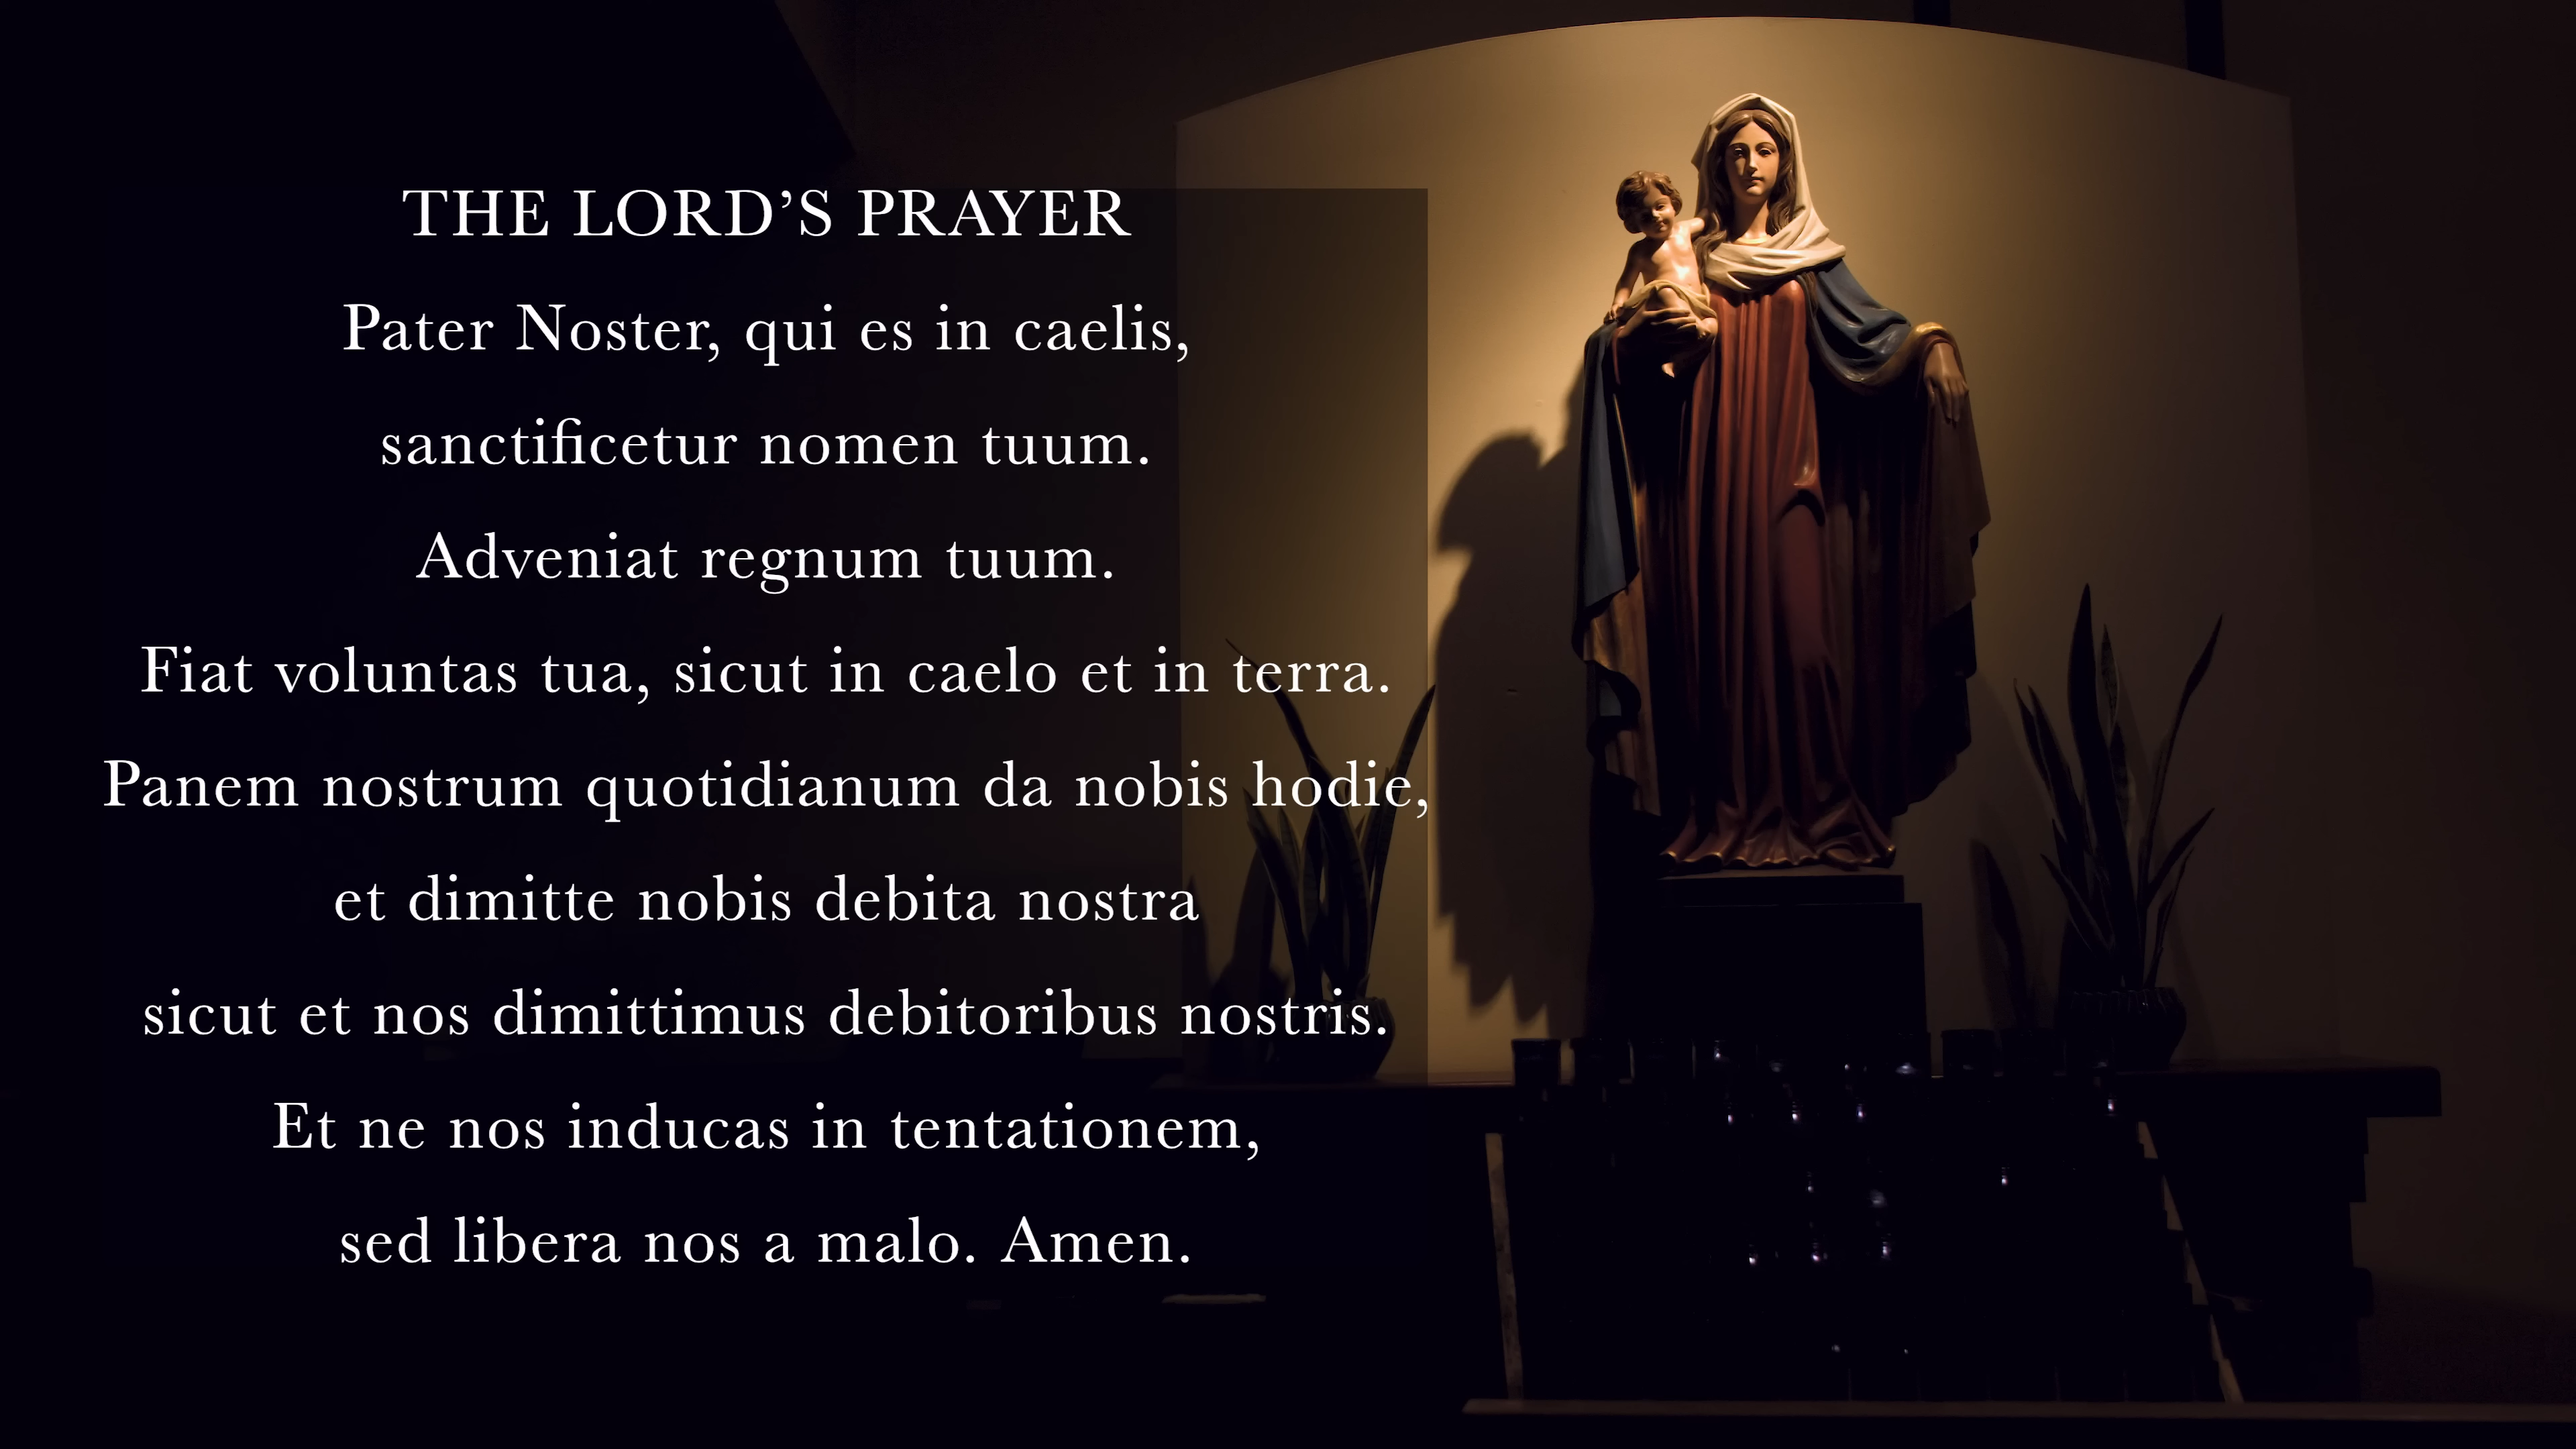 THE LORD’S PRAYER
Pater Noster, qui es in caelis,
sanctificetur nomen tuum.
Adveniat regnum tuum.
Fiat voluntas tua, sicut in caelo et in terra.
Panem nostrum quotidianum da nobis hodie,
et dimitte nobis debita nostra
sicut et nos dimittimus debitoribus nostris.
Et ne nos inducas in tentationem,
sed libera nos a malo. Amen.